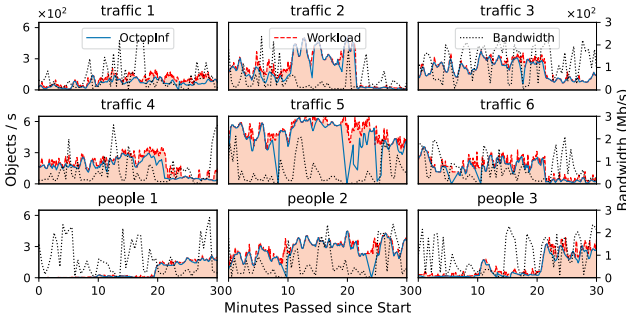 ×10² traffic 1 traffic 2 traffic 3 ×10²
OctopInf Workload Bandwidth
6 3 0
3 2 1 0
traffic 4 traffic 5 traffic 6
6 3 0
3 2 1 0
Objects / s
Bandwidth (Mb/s)
people 1 people 2 people 3
6 3 0
3 2 1 0
0 10 20 30 0 10 20 30 0 10 20 30
Minutes Passed since Start